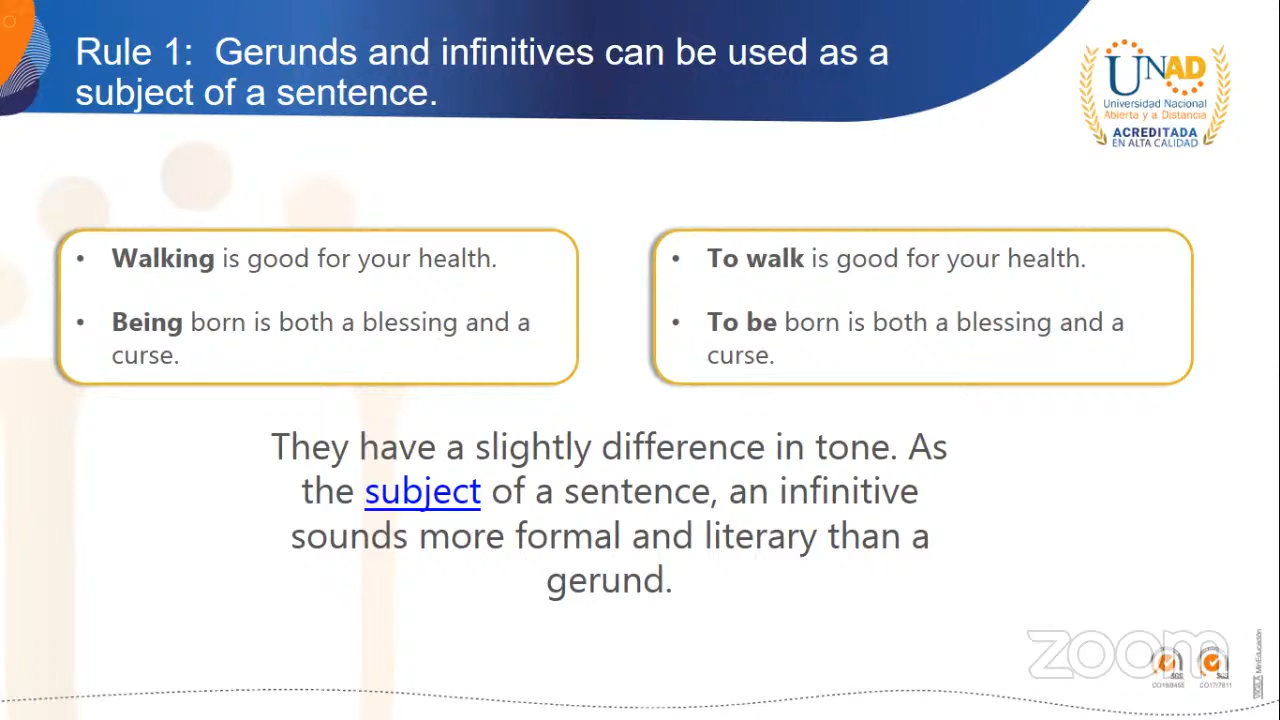 Rule 1:  Gerunds and infinitives can be used as a
subject of a sentence.
UNAD
Universidad Nacional
Abierta y a Distancia
ACREDITADA
EN ALTA CALIDAD
• Walking is good for your health.
• Being born is both a blessing and a
curse.
• To walk is good for your health.
• To be born is both a blessing and a
curse.
They have a slightly difference in tone. As
the subject of a sentence, an infinitive
sounds more formal and literary than a
gerund.
zoom